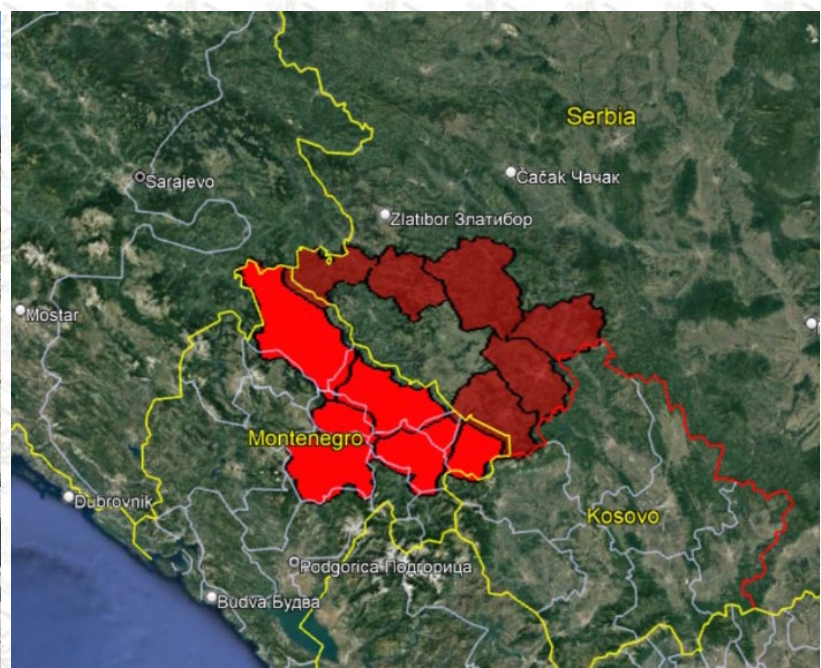 Serbia
Čačak Чачак
Sarajevo
Zlatibor Златибор
Mostar
Montenegro
Dubrovnik
Kosovo
Podgorica Подгорица
Budva Будва